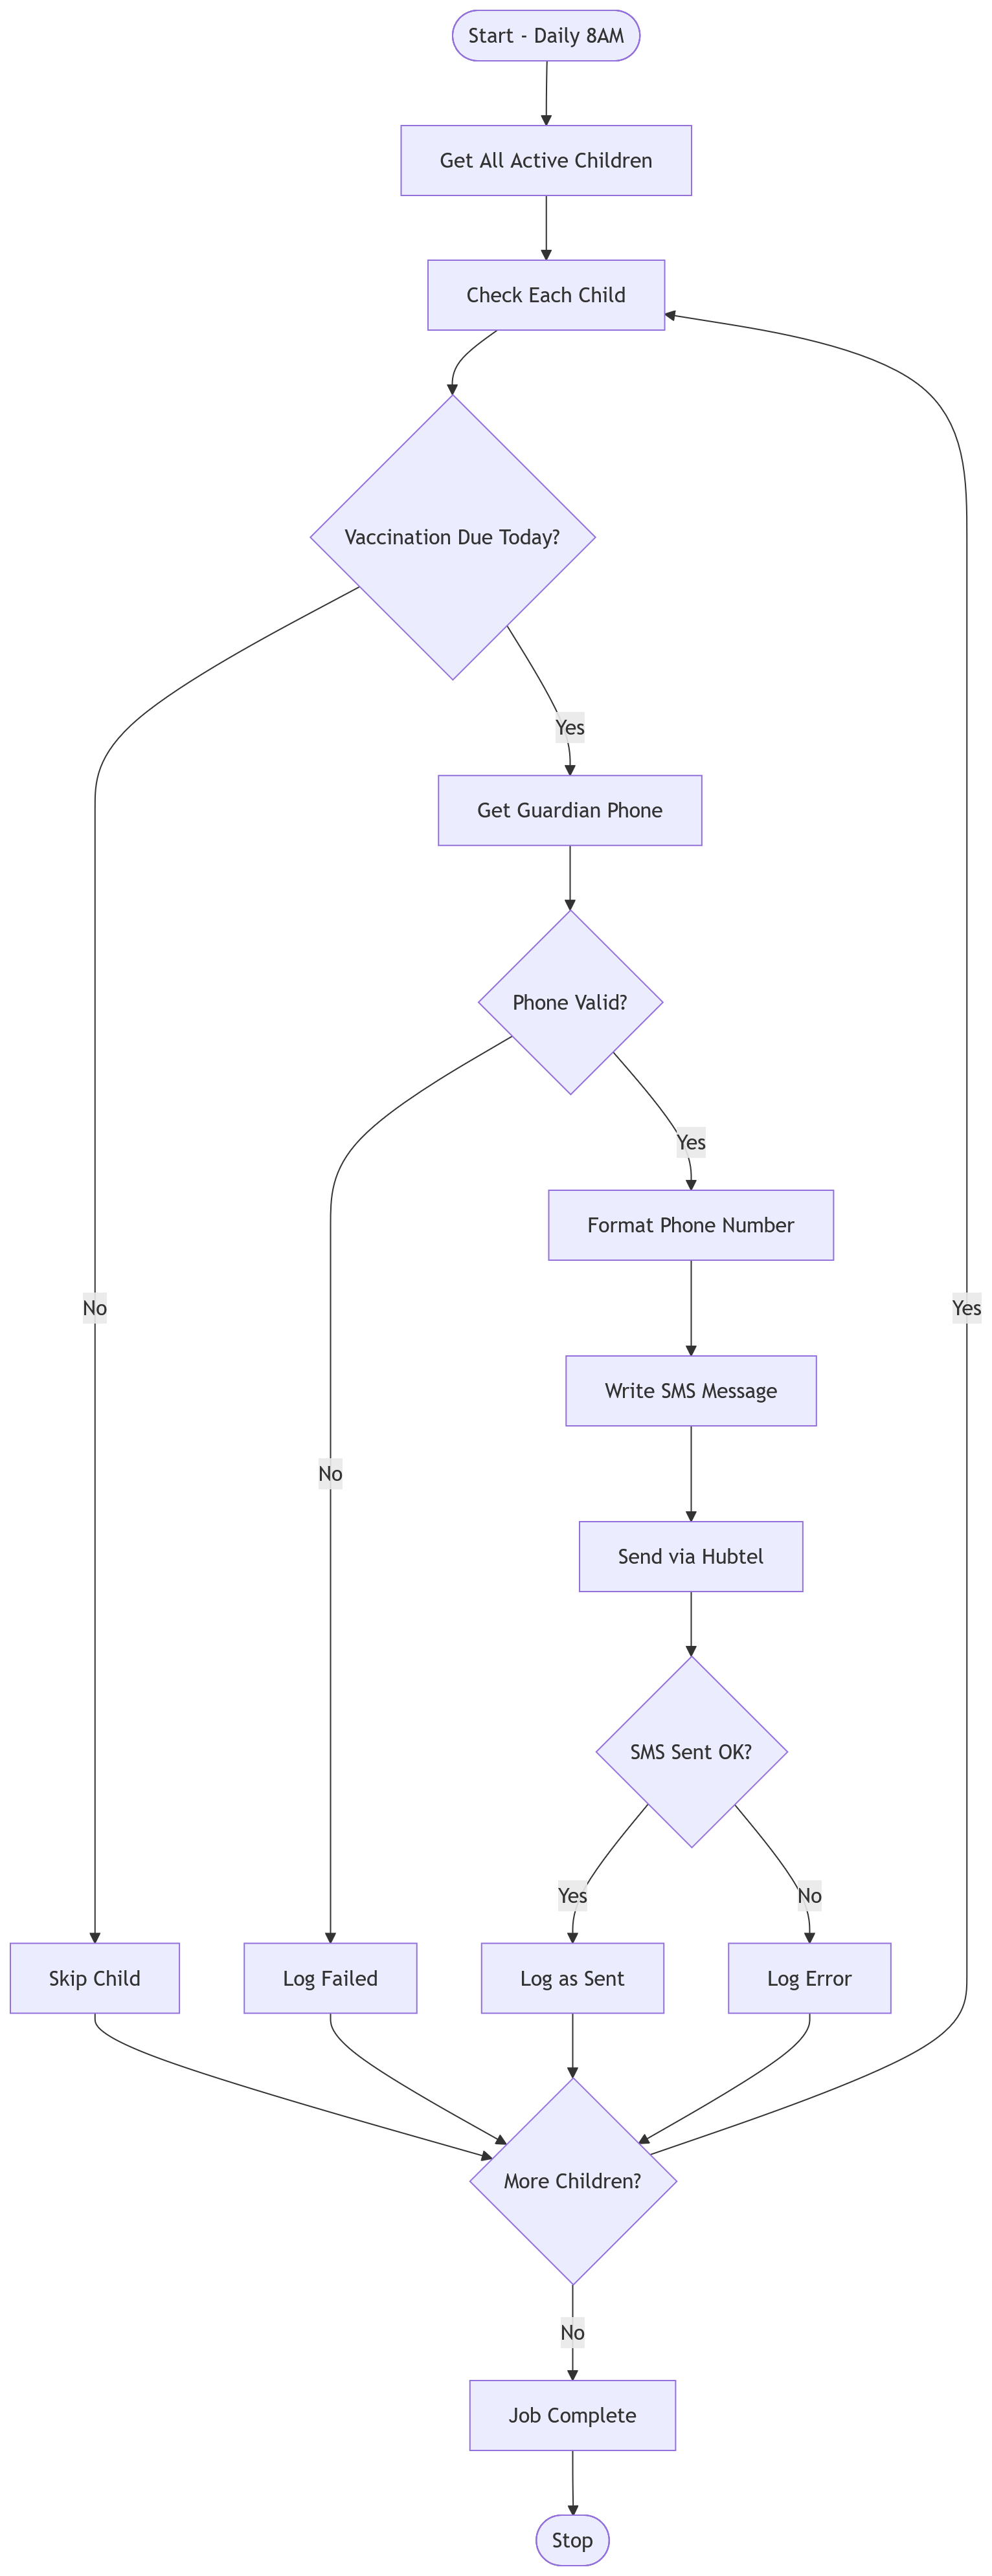 Start - Daily 8AM
Get All Active Children
Check Each Child
Vaccination Due Today?
Yes
Get Guardian Phone
Phone Valid?
Yes
Format Phone Number
No
Yes
Write SMS Message
No
Send via Hubtel
SMS Sent OK?
Yes
No
Skip Child
Log Failed
Log as Sent
Log Error
More Children?
No
Job Complete
Stop